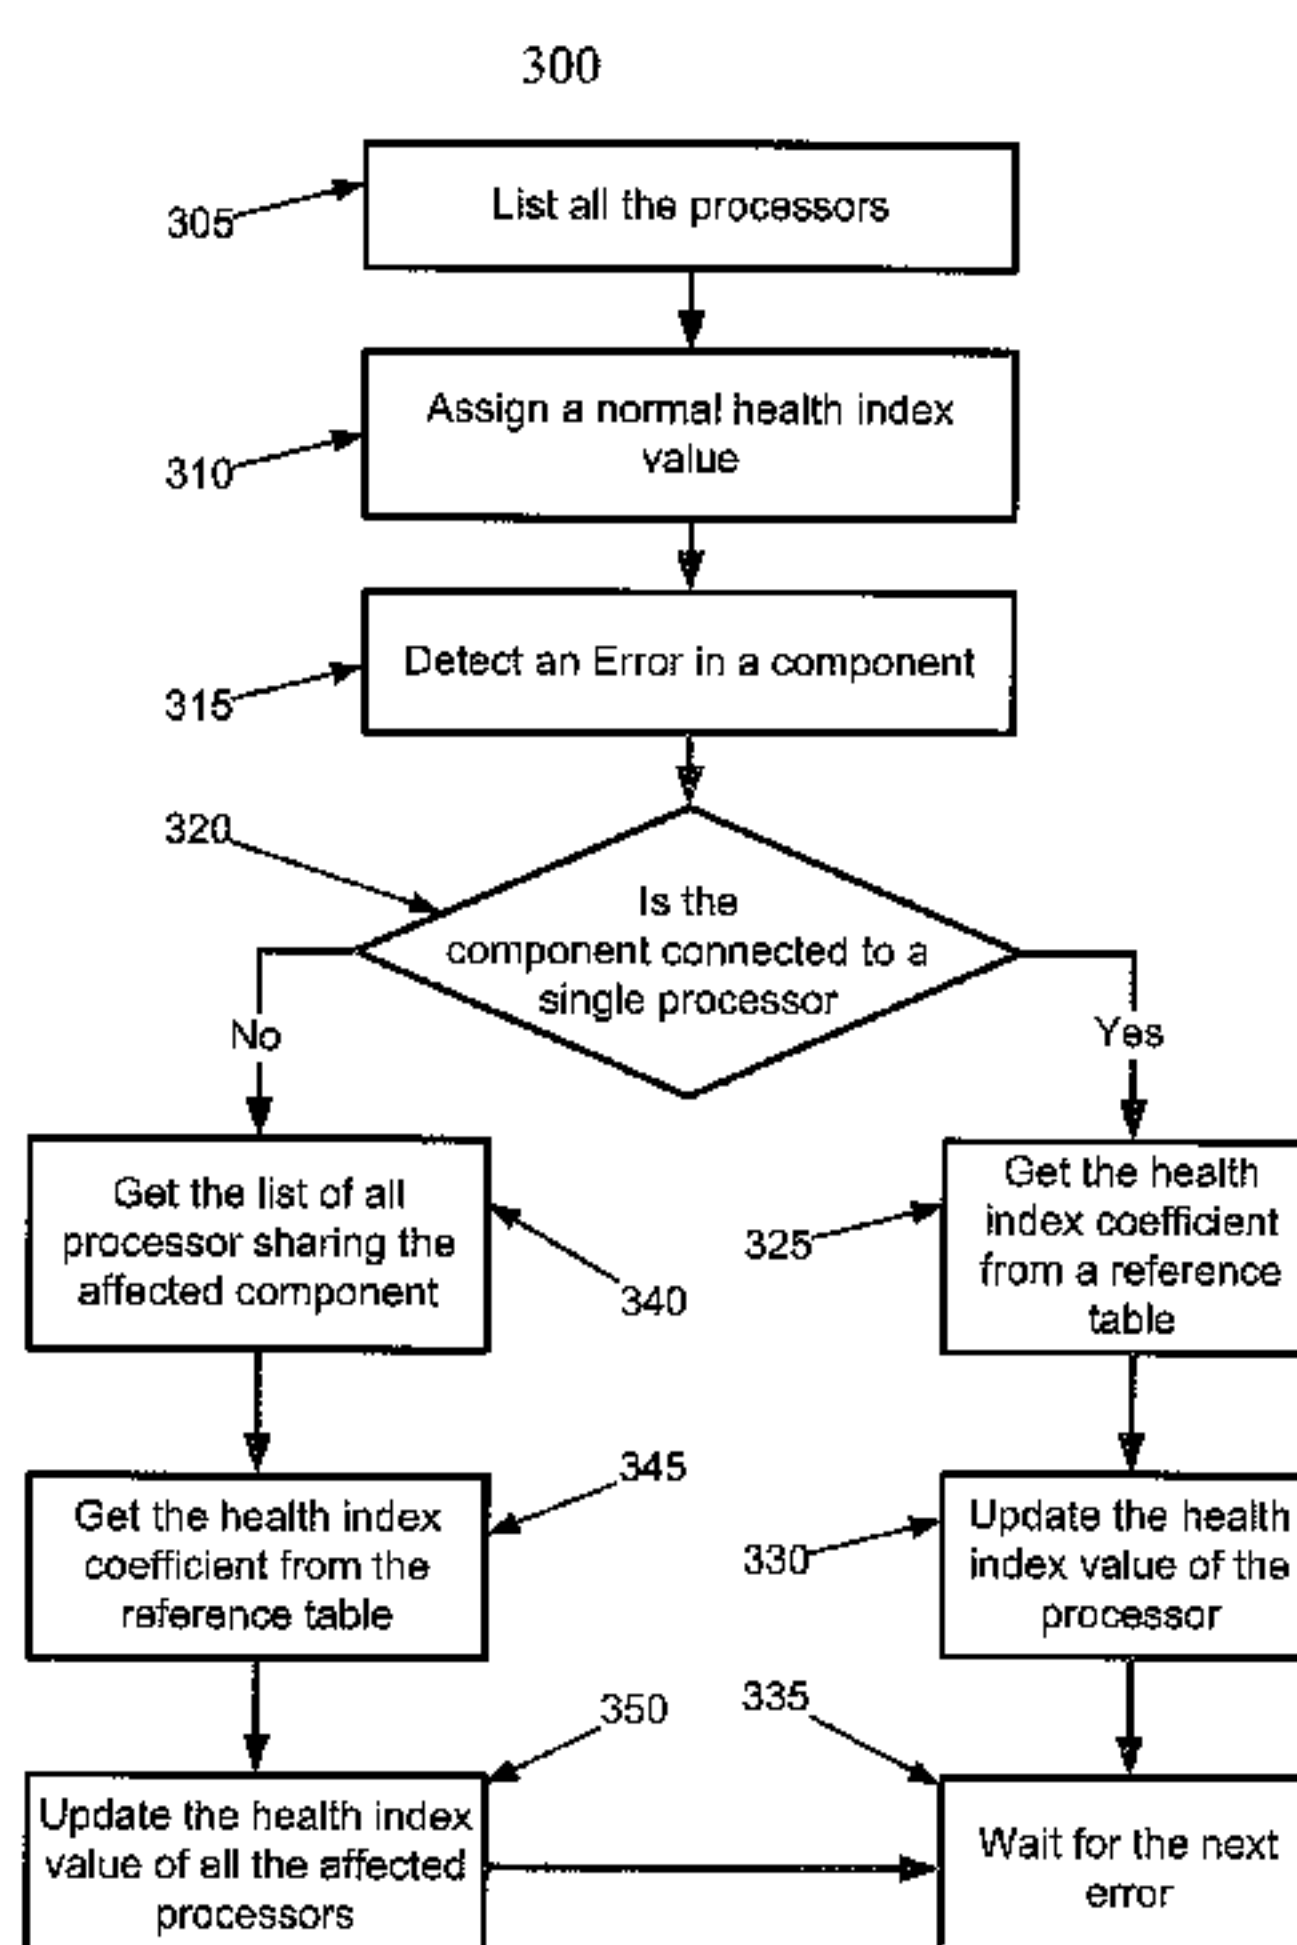 300
305
List all the processors
310
Assign a normal health index
value
315
Detect an Error in a component
320
Is the
component connected to a
single processor
No
Yes
Get the list of all
processor sharing the
affected component
340
325
Get the health
index coefficient
from a reference
table
Get the health index
coefficient from the
reference table
345
330
Update the health
index value of the
processor
350
335
Update the health index
value of all the affected
processors
Wait for the next
error